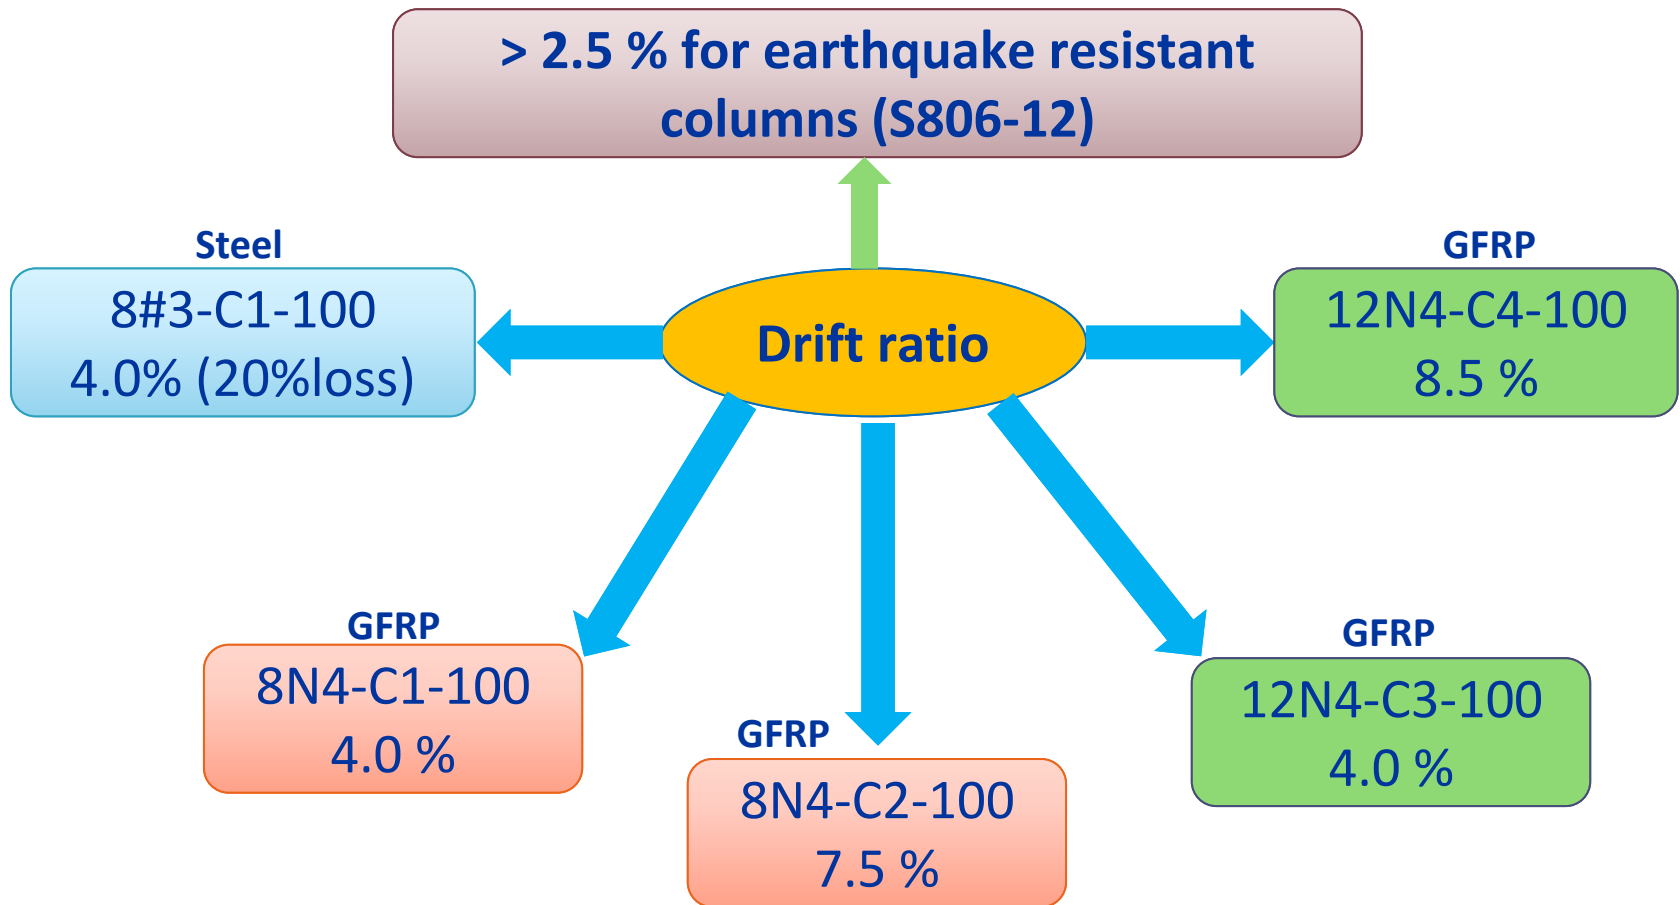 > 2.5 % for earthquake resistant
columns (S806-12)
Steel
8#3-C1-100
4.0% (20%loss)
Drift ratio
GFRP
12N4-C4-100
8.5 %
GFRP
8N4-C1-100
4.0 %
GFRP
8N4-C2-100
7.5 %
GFRP
12N4-C3-100
4.0 %